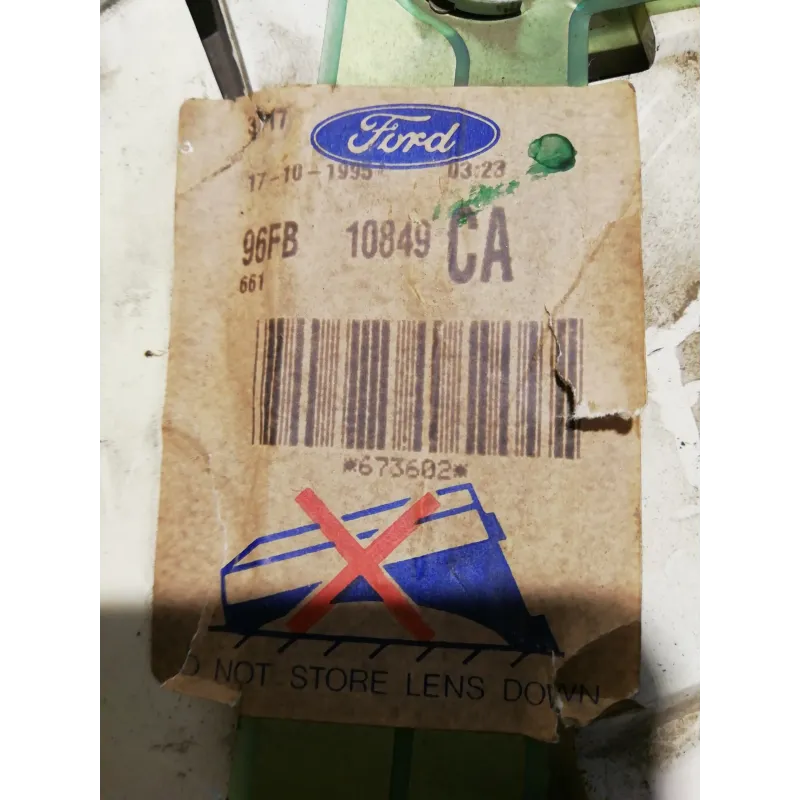 Ford
17-10-1995 03:23
96FB 10849 CA
661
*673602*
NOT STORE LENS DOWN